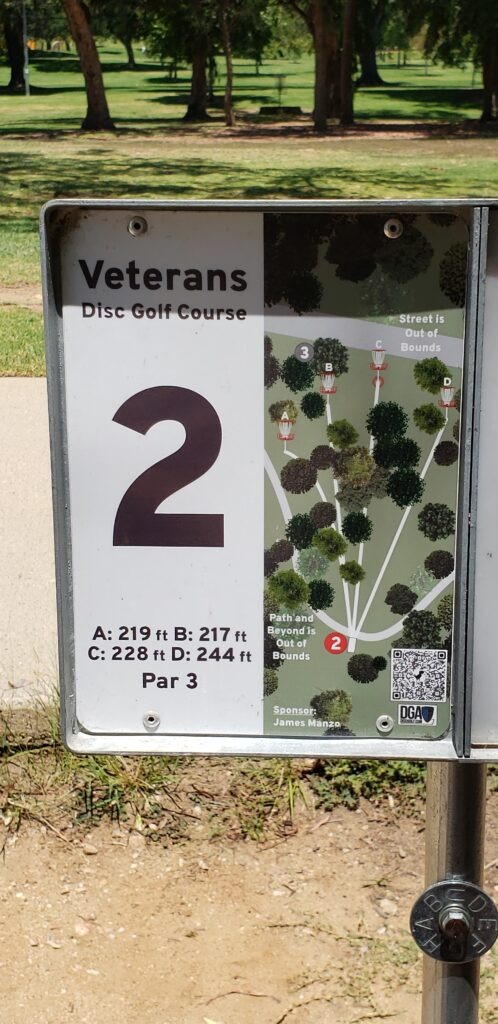 Veterans
Disc Golf Course
2
A: 219 ft B: 217 ft
C: 228 ft D: 244 ft
Par 3
Street is
Out of
Bounds
3
C
B
D
A
Path and
Beyond is
Out of
Bounds
2
Sponsor:
James Manzo
DGA
A B C D E F